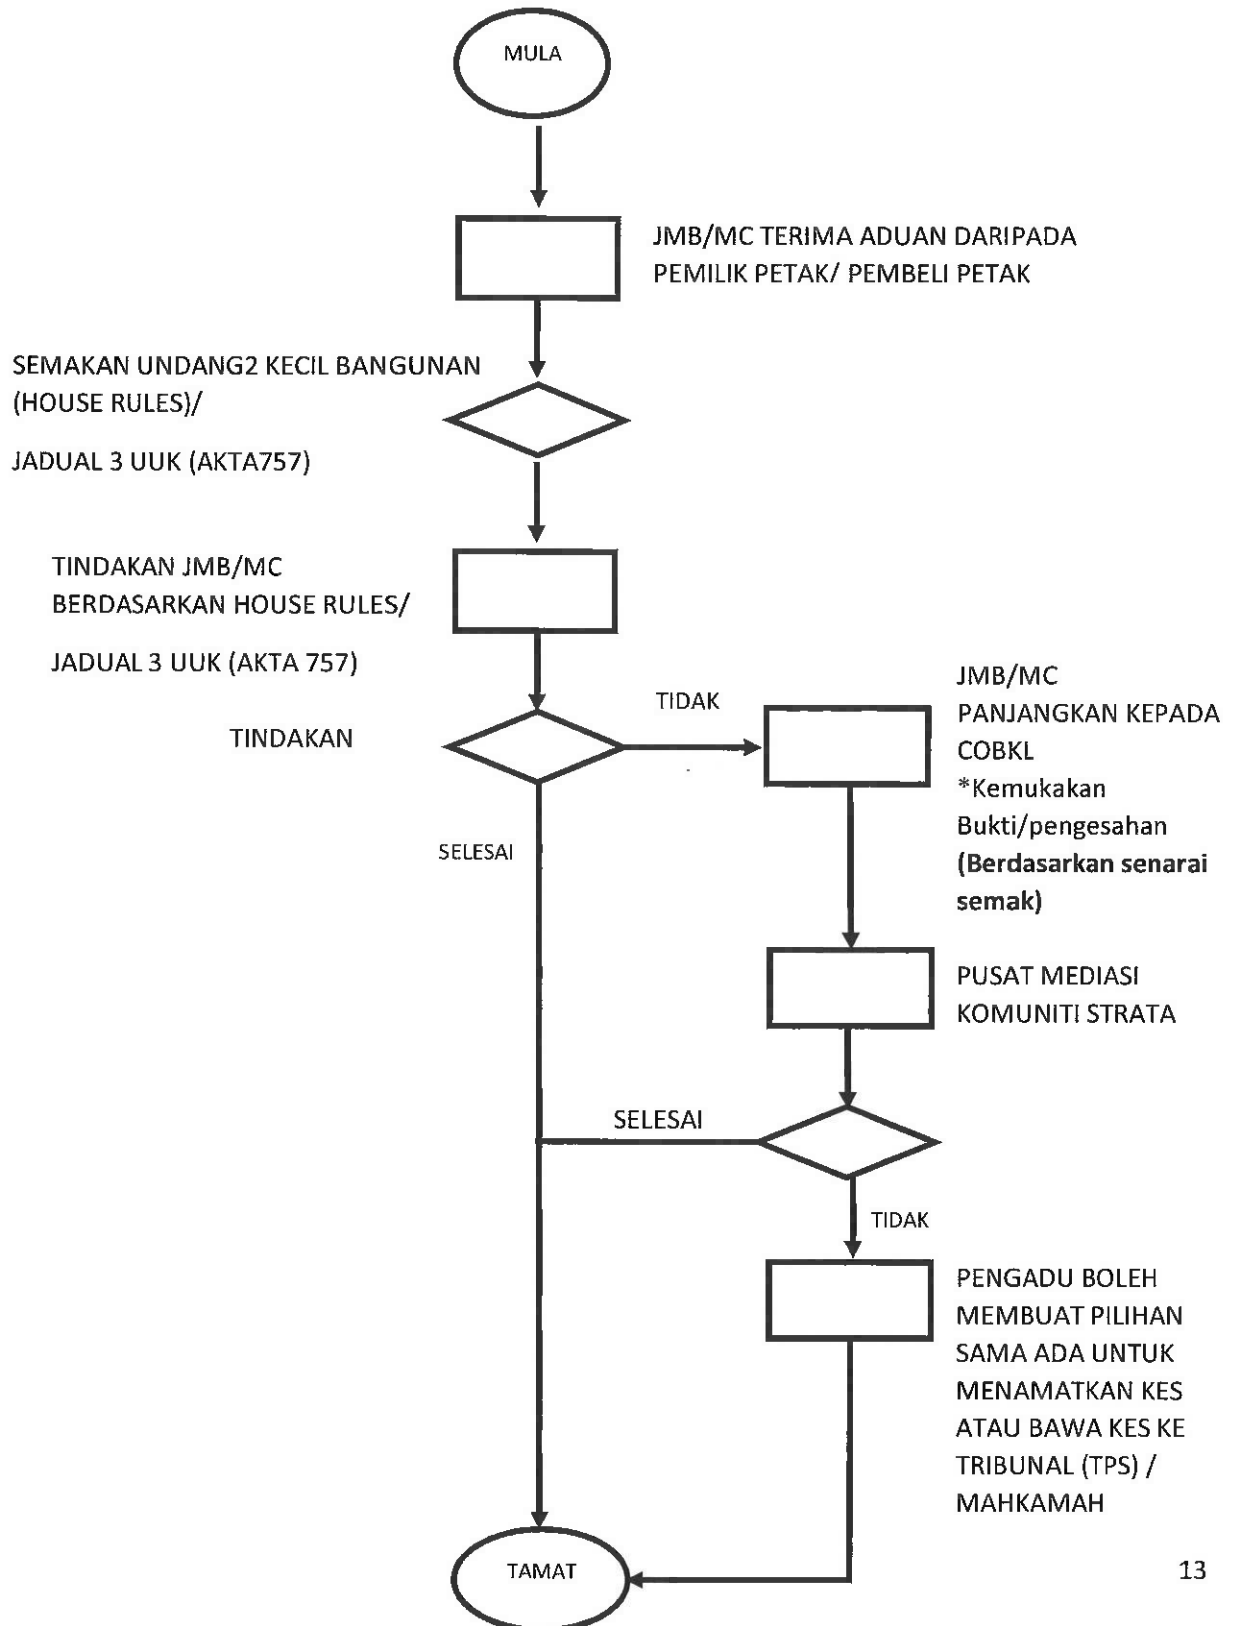 MULA
JMB/MC TERIMA ADUAN DARIPADA
PEMILIK PETAK/ PEMBELI PETAK
SEMAKAN UNDANG2 KECIL BANGUNAN
(HOUSE RULES)/
JADUAL 3 UUK (AKTA757)
TINDAKAN JMB/MC
BERDASARKAN HOUSE RULES/
JADUAL 3 UUK (AKTA 757)
TINDAKAN
TIDAK
JMB/MC
PANJANGKAN KEPADA
COBKL
*Kemukakan
Bukti/pengesahan
(Berdasarkan senarai
semak)
SELESAI
PUSAT MEDIASI
KOMUNITI STRATA
SELESAI
TIDAK
PENGADU BOLEH
MEMBUAT PILIHAN
SAMA ADA UNTUK
MENAMATKAN KES
ATAU BAWA KES KE
TRIBUNAL (TPS) /
MAHKAMAH
TAMAT
13